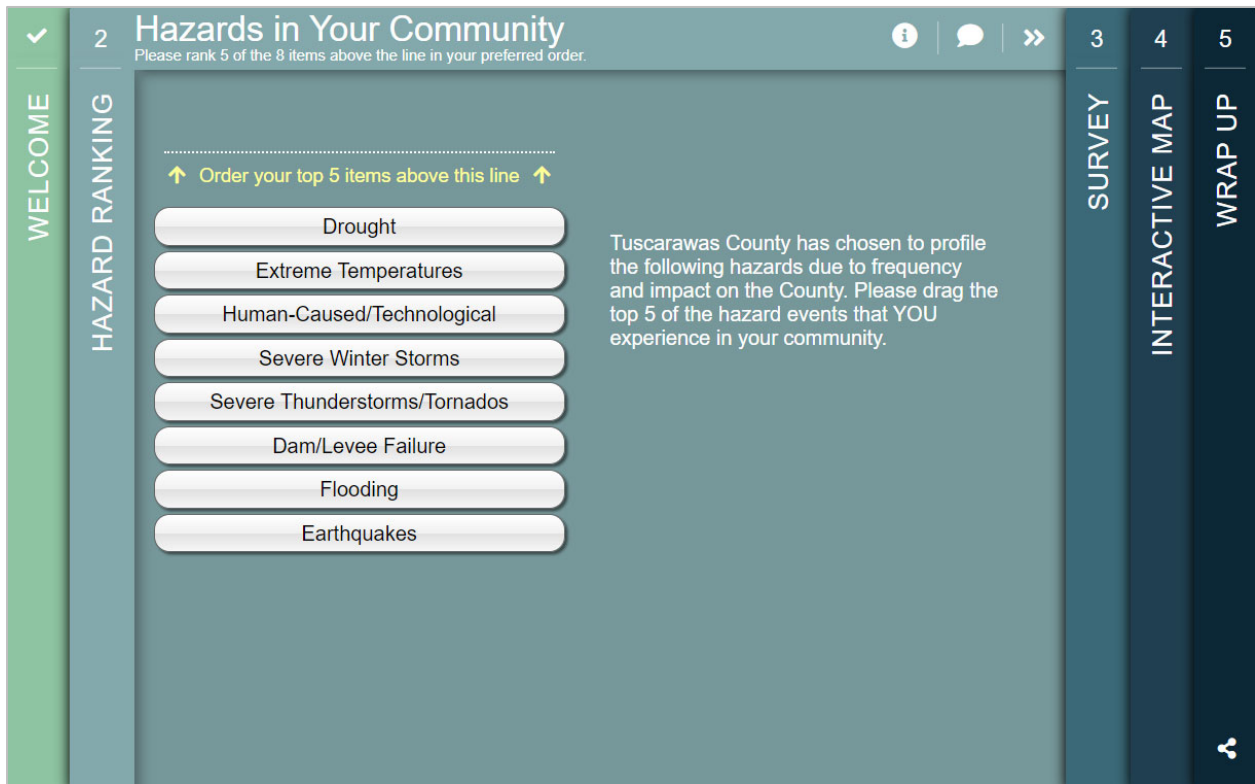 WELCOME
2
HAZARD RANKING
Hazards in Your Community
Please rank 5 of the 8 items above the line in your preferred order.
Order your top 5 items above this line
Drought
Extreme Temperatures
Human-Caused/Technological
Severe Winter Storms
Severe Thunderstorms/Tornados
Dam/Levee Failure
Flooding
Earthquakes
Tuscarawas County has chosen to profile
the following hazards due to frequency
and impact on the County. Please drag the
top 5 of the hazard events that YOU
experience in your community.
3
SURVEY
4
INTERACTIVE MAP
5
WRAP UP